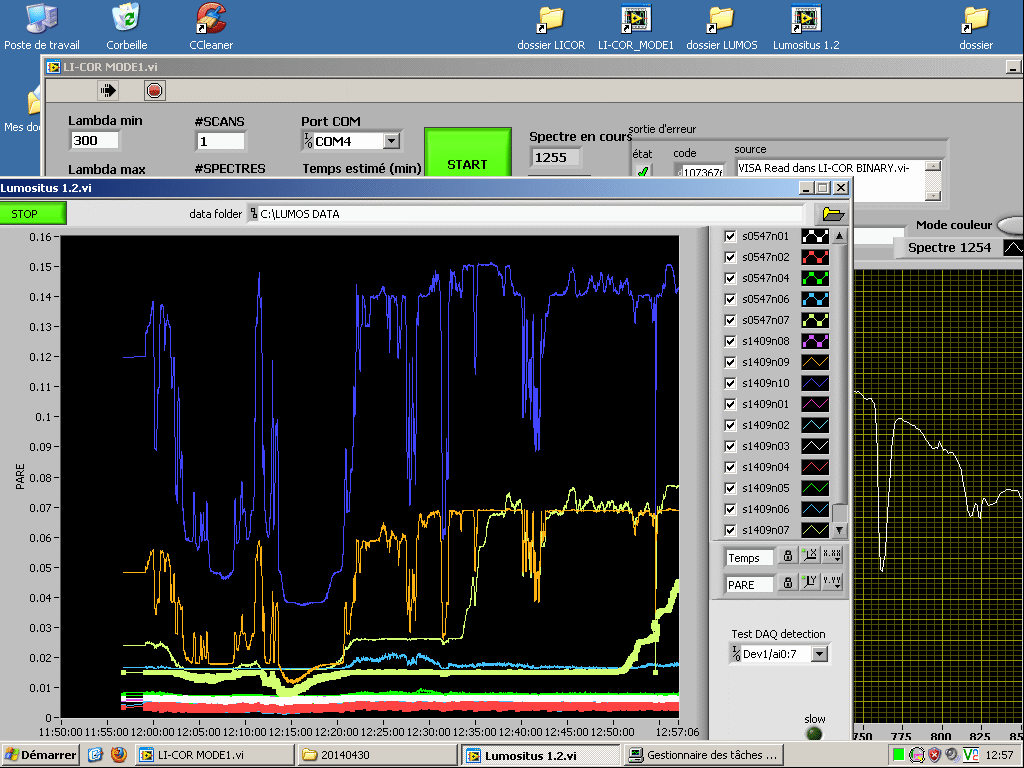 Poste de travail
Corbeille
CCleaner
dossier LICOR
LI-COR_MODE1
dossier LUMOS
Lumositus 1.2
dossier
LI-COR MODE1.vi
Mes do
Lambda min
#SCANS
Port COM
300
1
COM4
START
Spectre en cours
1255
sortie d'erreur
état
code
source
107367
VISA Read dans LI-COR BINARY.vi-
Lambda max
#SPECTRES
Temps estimé (min)
Lumositus 1.2.vi
STOP
data folder
C:\LUMOS DATA
Mode couleur
Spectre 1254
s0547n01
s0547n02
s0547n04
s0547n06
s0547n07
s1409n08
s1409n09
s1409n10
s1409n01
s1409n02
s1409n03
s1409n04
s1409n05
s1409n06
s1409n07
0.16
0.15
0.14
0.13
0.12
0.11
0.1
0.09
0.08
0.07
0.06
0.05
0.04
0.03
0.02
0.01
0
PARE
11:50:00
11:55:00
12:00:00
12:05:00
12:10:00
12:15:00
12:20:00
12:25:00
12:30:00
12:35:00
12:40:00
12:45:00
12:50:00
12:57:06
Temps
X.XX
PARE
Y.YY
Test DAQ detection
Dev1/ai0:7
slow
750
775
800
825
85
Démarrer
LI-COR MODE1.vi
20140430
Lumositus 1.2.vi
Gestionnaire des tâches ...
V2
12:57